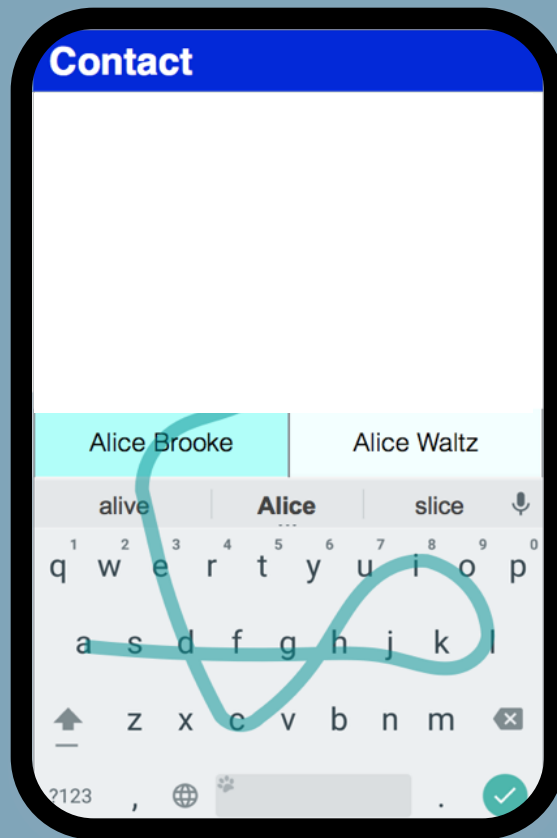 Contact
Alice Brooke Alice Waltz
alive Alice slice
...
1 2 3 4 5 6 7 8 9 0
q w e r t y u i o p
a s d f g h j k l
z x c v b n m
?123 , .